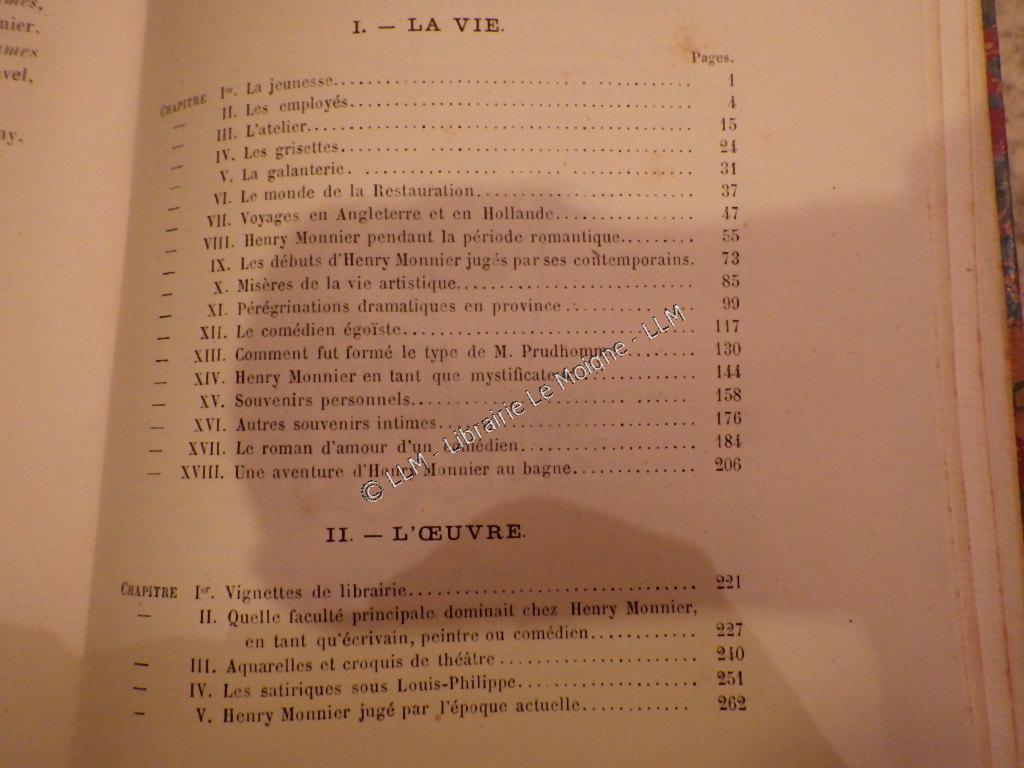 mes,
nier.
mes
vel,
ny.
I. — LA VIE.
Pages.
CHAPITRE Ier. La jeunesse........ 1
— II. Les employés........ 4
— III. L'atelier........ 15
— IV. Les grisettes........ 24
— V. La galanterie........ 31
— VI. Le monde de la Restauration........ 37
— VII. Voyages en Angleterre et en Hollande........ 47
— VIII. Henry Monnier pendant la période romantique........ 55
— IX. Les débuts d'Henry Monnier jugés par ses contemporains. 73
— X. Misères de la vie artistique........ 85
— XI. Pérégrinations dramatiques en province........ 99
— XII. Le comédien égoïste........ 117
— XIII. Comment fut formé le type de M. Prudhomme........ 130
— XIV. Henry Monnier en tant que mystificateur........ 144
— XV. Souvenirs personnels........ 158
— XVI. Autres souvenirs intimes........ 176
— XVII. Le roman d'amour d'un comédien........ 184
— XVIII. Une aventure d'Henry Monnier au bagne........ 206
© LLM - Librairie Le Moigne - LLM
II. — L'ŒUVRE.
CHAPITRE Ier. Vignettes de librairie........ 221
— II. Quelle faculté principale dominait chez Henry Monnier,
en tant qu'écrivain, peintre ou comédien........ 227
— III. Aquarelles et croquis de théâtre........ 240
— IV. Les satiriques sous Louis-Philippe........ 251
— V. Henry Monnier jugé par l'époque actuelle........ 262